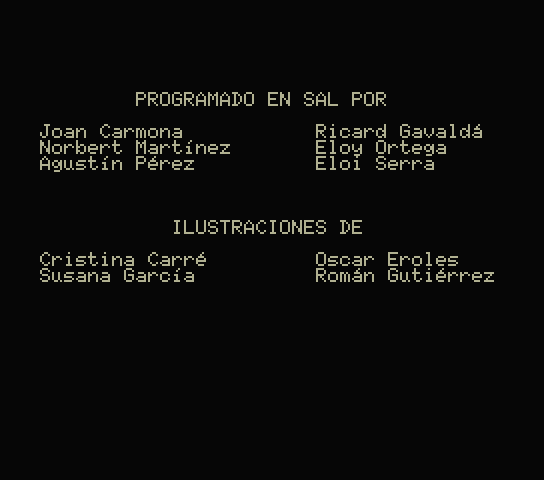 PROGRAMADO EN SAL POR
Joan Carmona Ricard Gavaldá
Norbert Martínez Eloy Ortega
Agustín Pérez Eloi Serra
ILUSTRACIONES DE
Cristina Carré Oscar Eroles
Susana García Román Gutiérrez